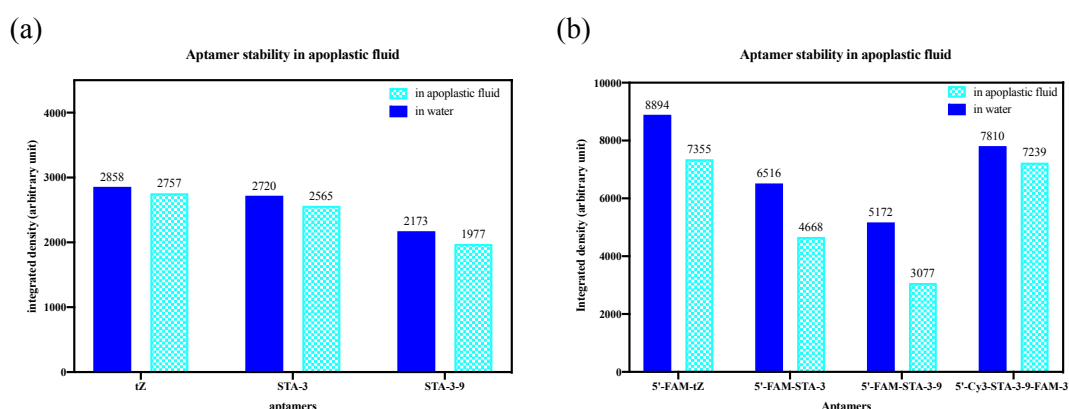 (a)
Aptamer stability in apoplastic fluid
in apoplastic fluid
in water
integrated density (arbitrary unit)
4000
3000
2000
1000
0
2858
2757
2720
2565
2173
1977
tZ
STA-3
STA-3-9
aptamers
(b)
Aptamer stability in apoplastic fluid
in apoplastic fluid
in water
Integrated density (arbitrary unit)
10000
8000
6000
4000
2000
0
8894
7355
6516
4668
5172
3077
7810
7239
5'-FAM-tZ
5'-FAM-STA-3
5'-FAM-STA-3-9
5'-Cy3-STA-3-9-FAM-3
Aptamers